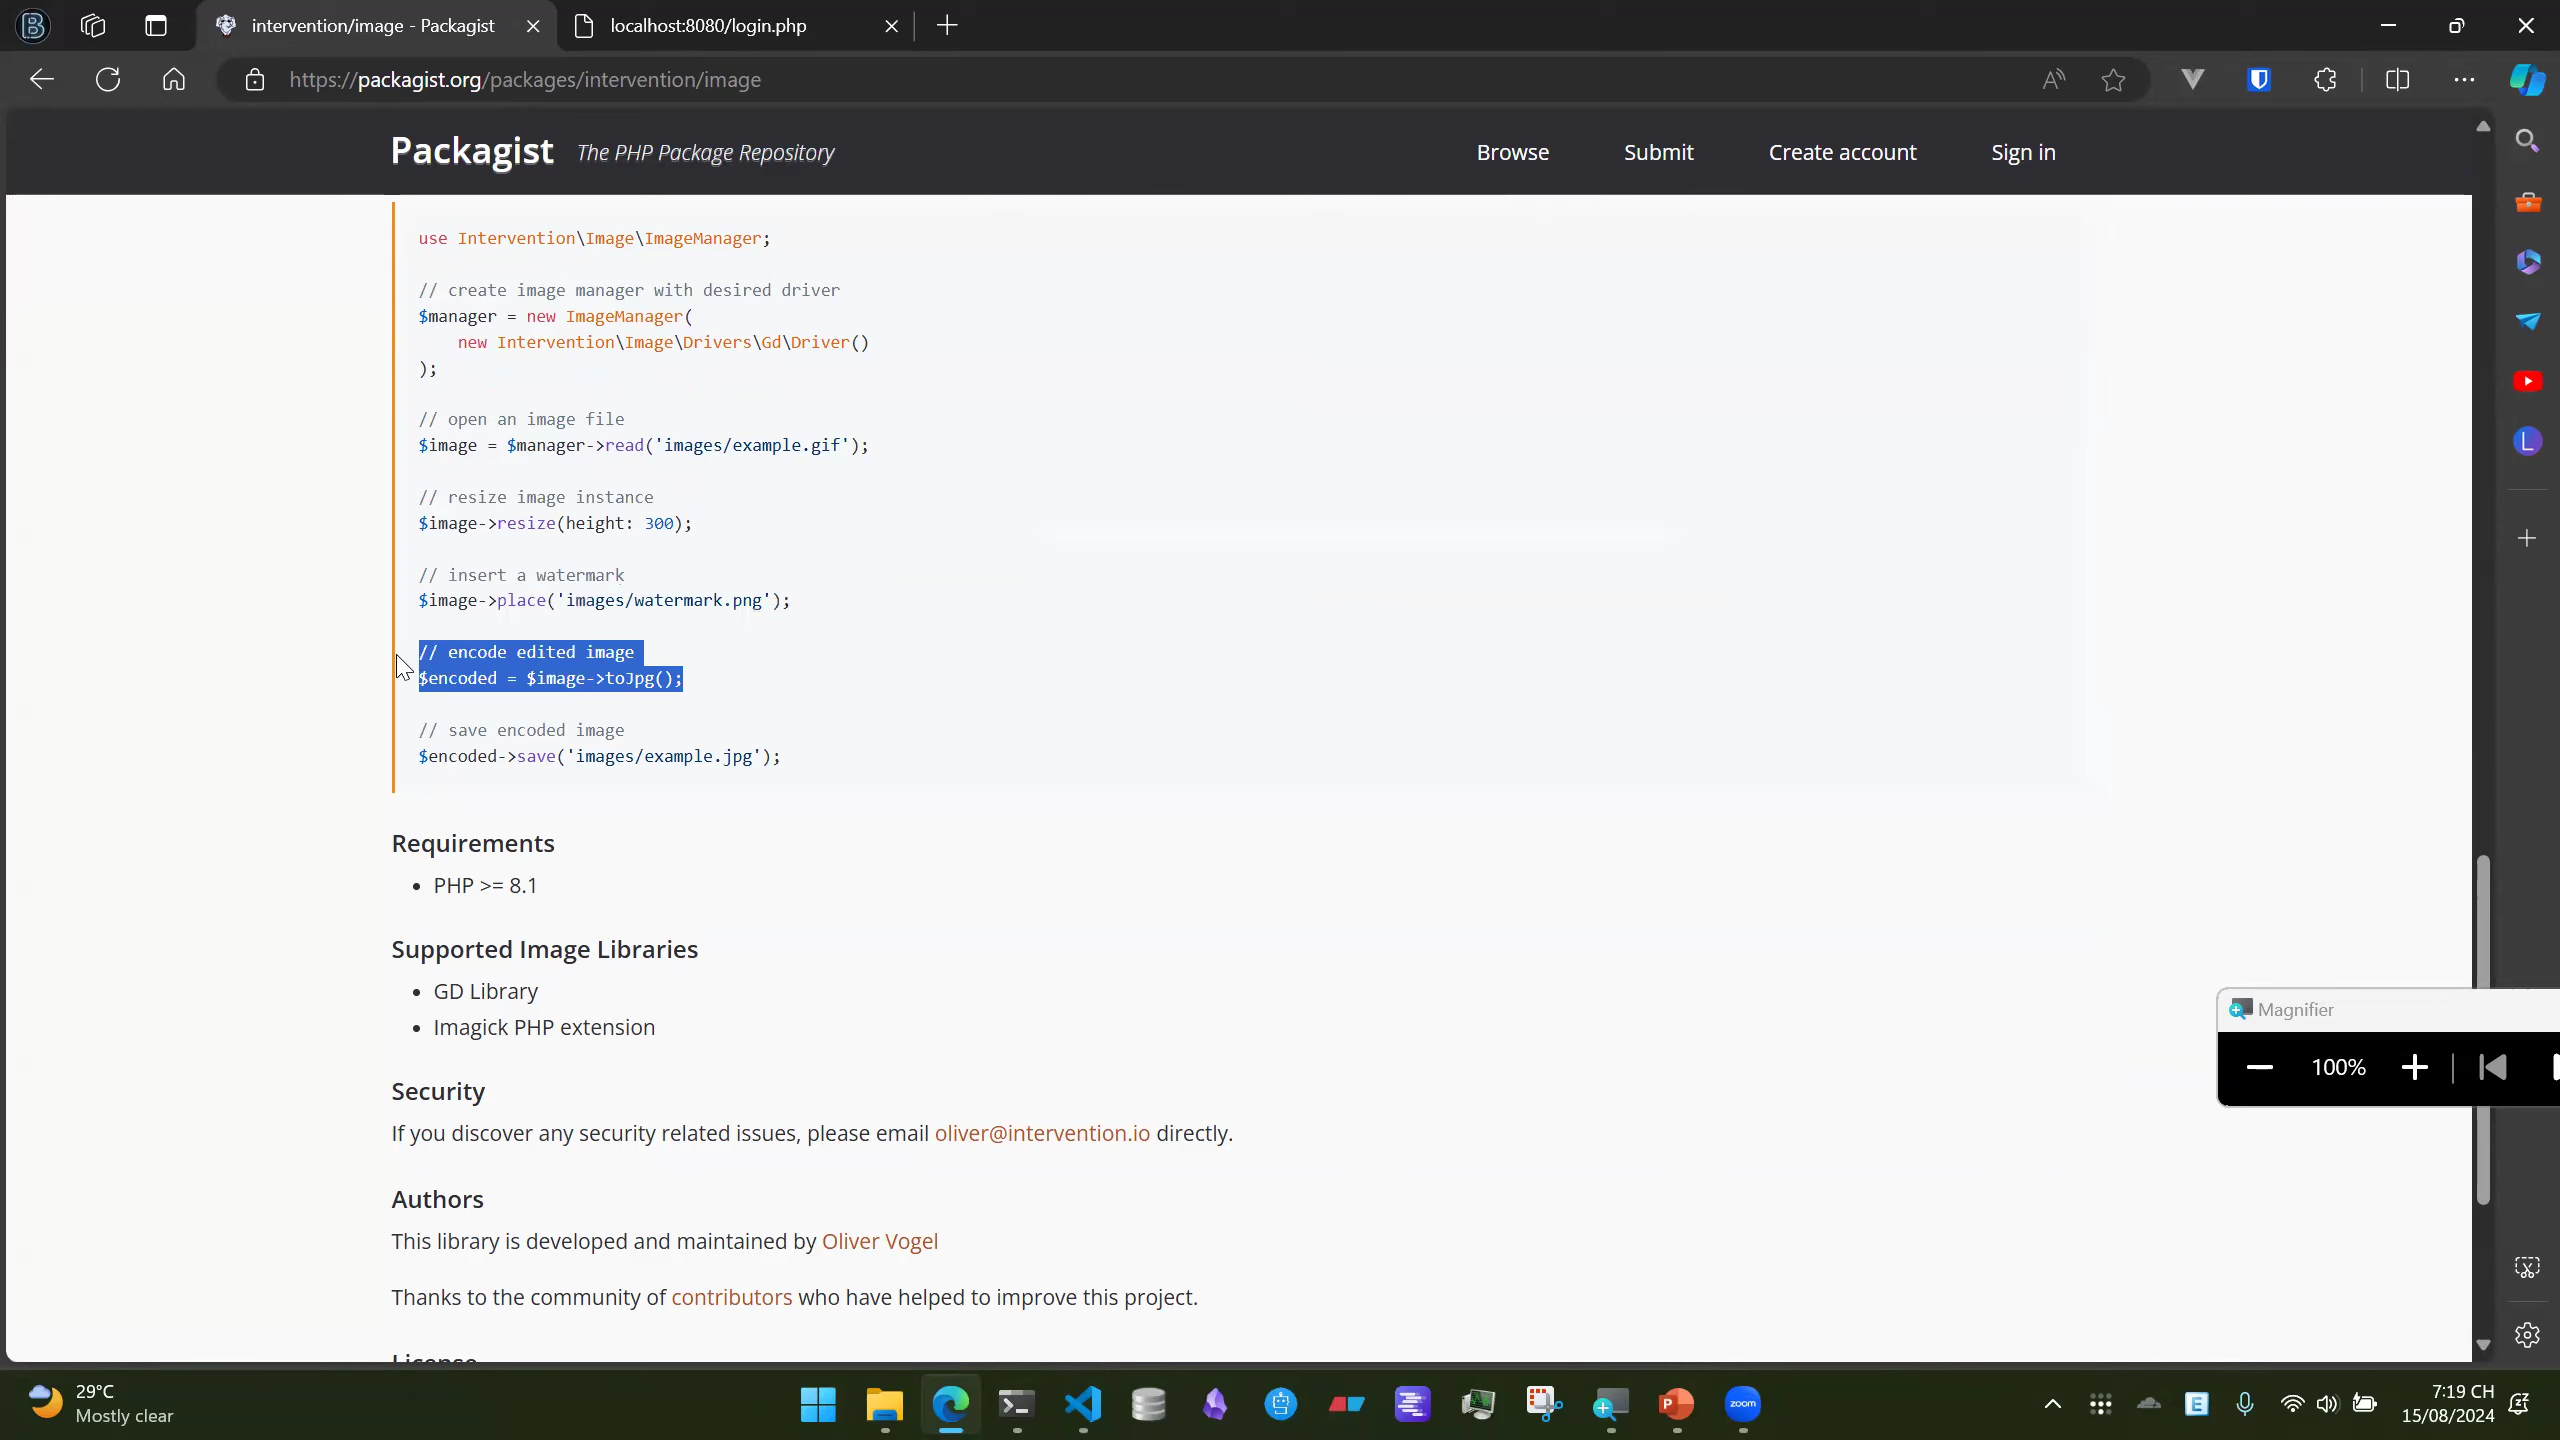 intervention/image - Packagist
localhost:8080/login.php
https://packagist.org/packages/intervention/image
Packagist The PHP Package Repository
Browse Submit Create account Sign in
use Intervention\Image\ImageManager;
// create image manager with desired driver
$manager = new ImageManager(
new Intervention\Image\Drivers\Gd\Driver()
);
// open an image file
$image = $manager->read('images/example.gif');
// resize image instance
$image->resize(height: 300);
// insert a watermark
$image->place('images/watermark.png');
// encode edited image
$encoded = $image->toJpg();
// save encoded image
$encoded->save('images/example.jpg');
Requirements
• PHP >= 8.1
Supported Image Libraries
• GD Library
• Imagick PHP extension
Magnifier
100%
Security
If you discover any security related issues, please email oliver@intervention.io directly.
Authors
This library is developed and maintained by Oliver Vogel
Thanks to the community of contributors who have helped to improve this project.
License
29°C
Mostly clear
zoom
7:19 CH
15/08/2024